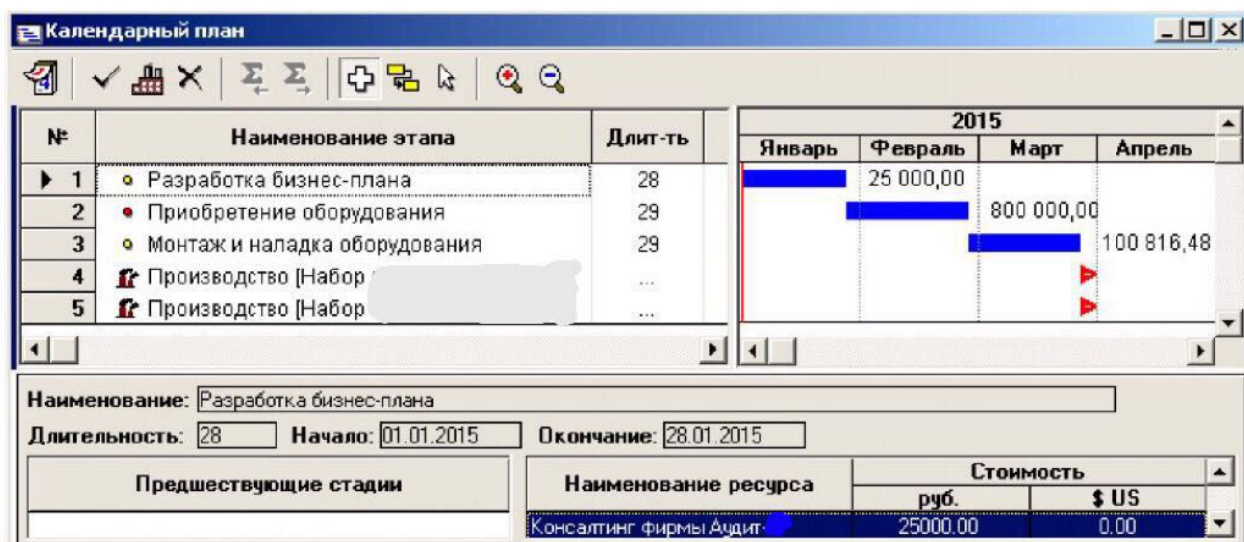 Календарный план
2015
№ Наименование этапа Длит-ть Январь Февраль Март Апрель
1 Разработка бизнес-плана 28 25 000,00
2 Приобретение оборудования 29 800 000,00
3 Монтаж и наладка оборудования 29 100 816,48
4 Производство [Набор ...
5 Производство [Набор ...
Наименование: Разработка бизнес-плана
Длительность: 28 Начало: 01.01.2015 Окончание: 28.01.2015
Предшествующие стадии Наименование ресурса Стоимость
руб. $ US
Консалтинг фирмы Аудит- 25000.00 0.00